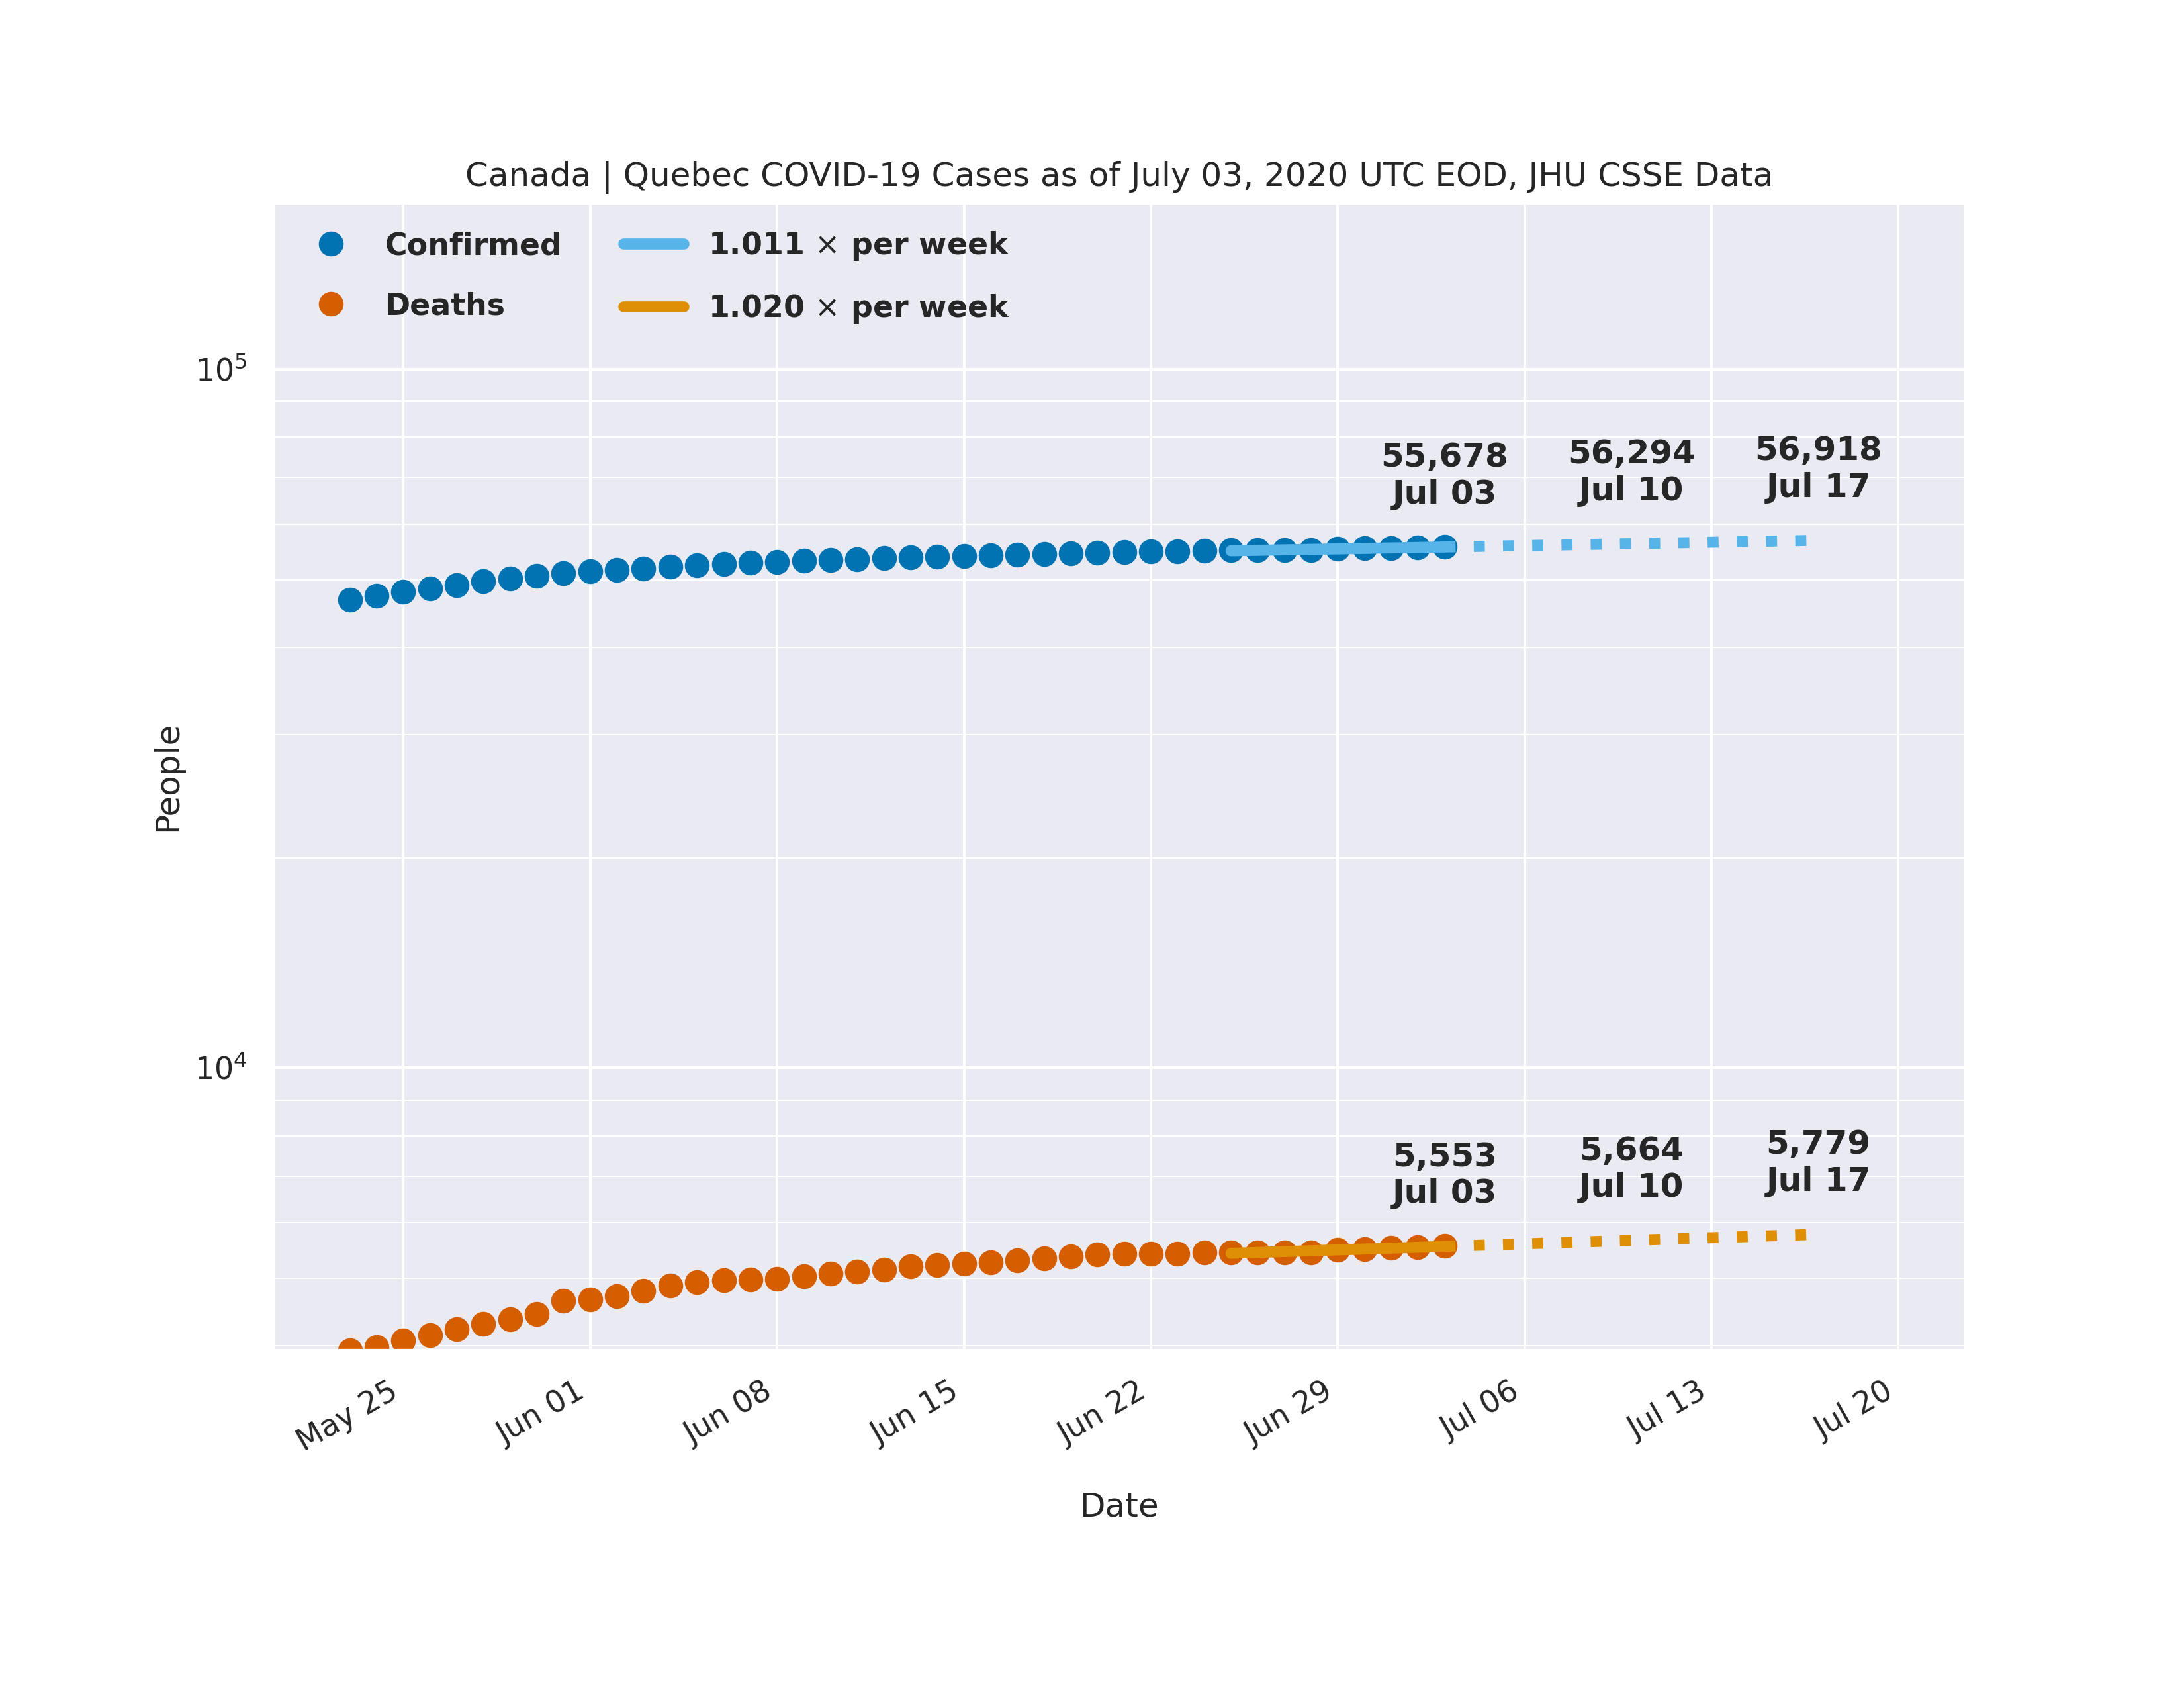 Canada | Quebec COVID-19 Cases as of July 03, 2020 UTC EOD, JHU CSSE Data
Confirmed
Deaths
1.011 × per week
1.020 × per week
10⁵
10⁴
People
55,678
Jul 03
56,294
Jul 10
56,918
Jul 17
5,553
Jul 03
5,664
Jul 10
5,779
Jul 17
May 25
Jun 01
Jun 08
Jun 15
Jun 22
Jun 29
Jul 06
Jul 13
Jul 20
Date